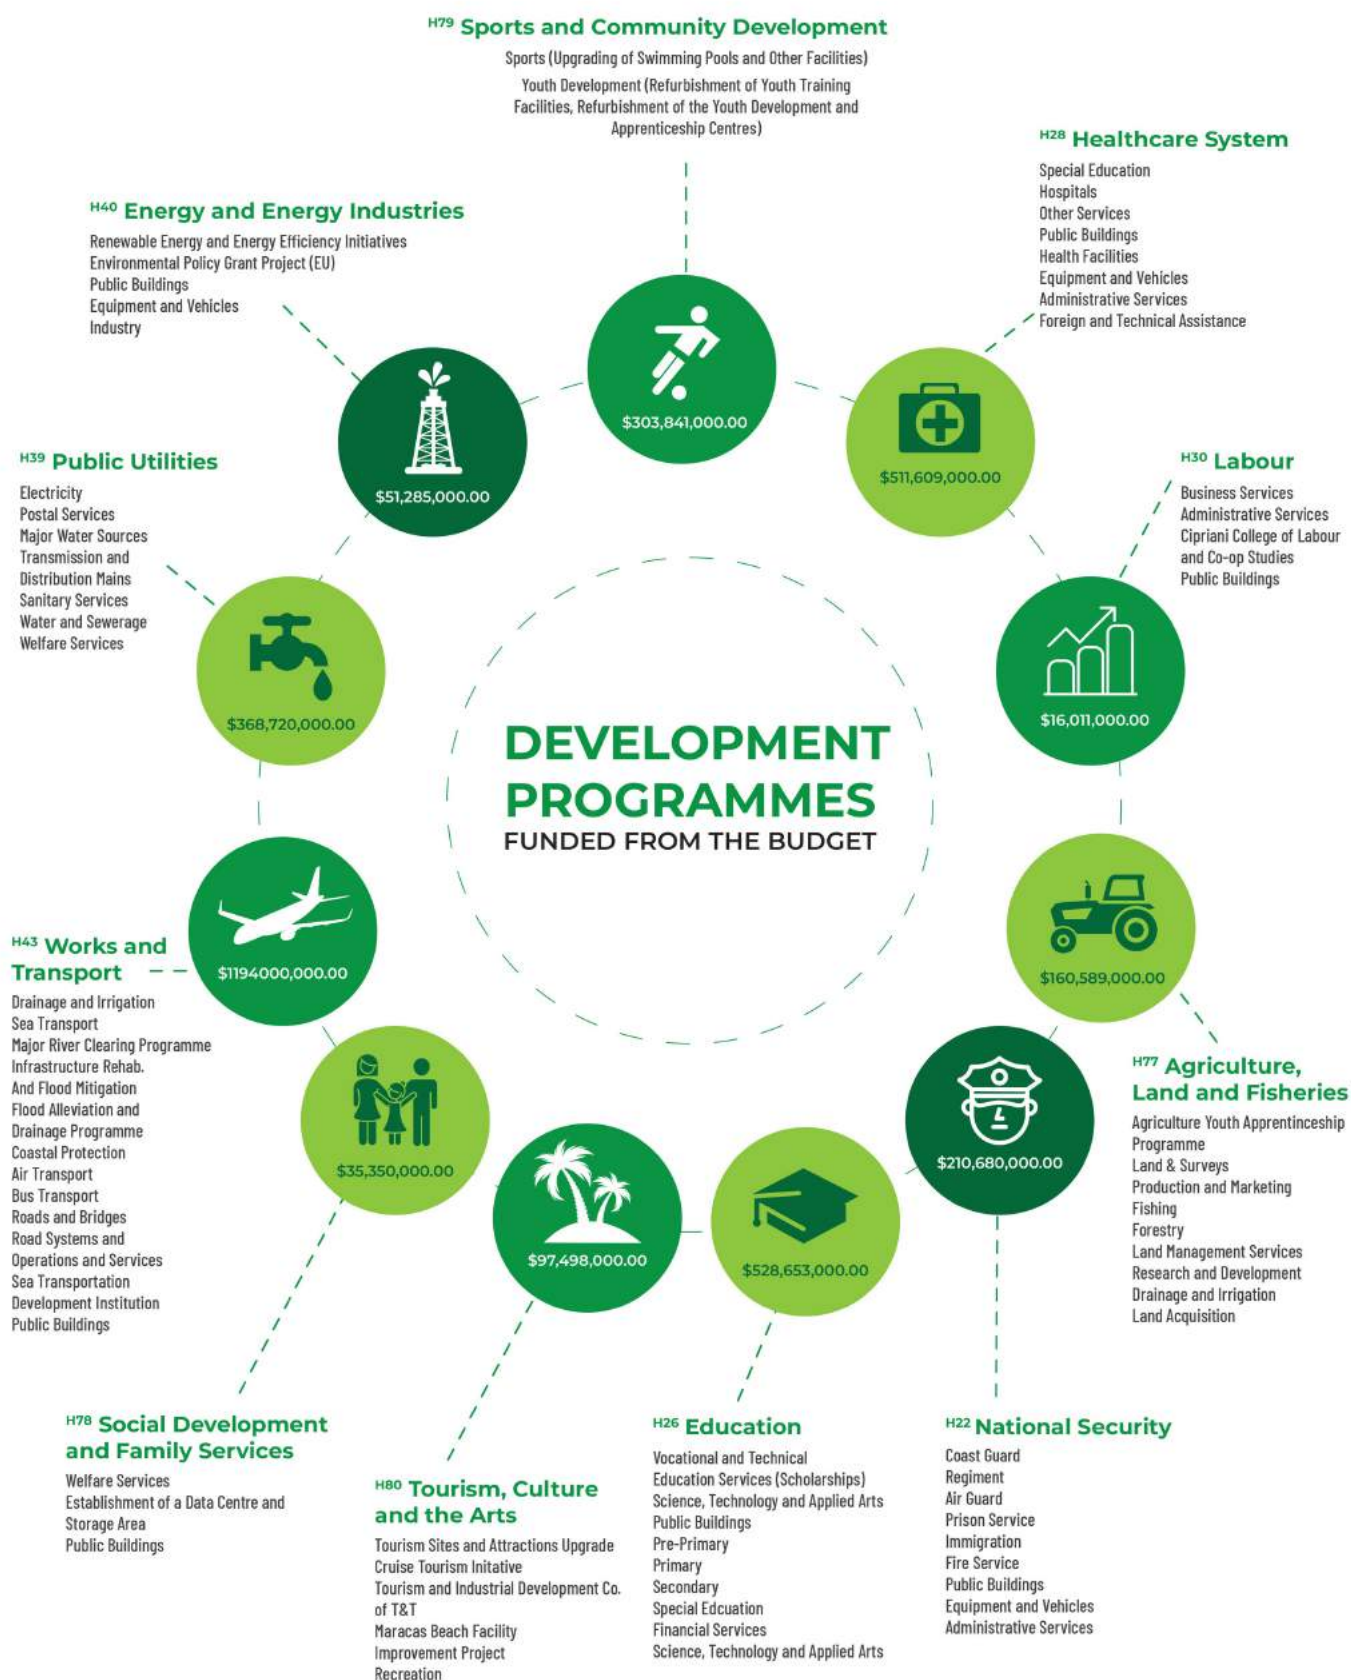 H79 Sports and Community Development
Sports (Upgrading of Swimming Pools and Other Facilities)
Youth Development (Refurbishment of Youth Training
Facilities, Refurbishment of the Youth Development and
Apprenticeship Centres)
$303,841,000.00
H28 Healthcare System
Special Education
Hospitals
Other Services
Public Buildings
Health Facilities
Equipment and Vehicles
Administrative Services
Foreign and Technical Assistance
$511,609,000.00
H40 Energy and Energy Industries
Renewable Energy and Energy Efficiency Initiatives
Environmental Policy Grant Project (EU)
Public Buildings
Equipment and Vehicles
Industry
$51,285,000.00
H39 Public Utilities
Electricity
Postal Services
Major Water Sources
Transmission and
Distribution Mains
Sanitary Services
Water and Sewerage
Welfare Services
$368,720,000.00
H30 Labour
Business Services
Administrative Services
Cipriani College of Labour
and Co-op Studies
Public Buildings
$16,011,000.00
DEVELOPMENT
PROGRAMMES
FUNDED FROM THE BUDGET
H43 Works and
Transport
$1194000,000.00
Drainage and Irrigation
Sea Transport
Major River Clearing Programme
Infrastructure Rehab.
And Flood Mitigation
Flood Alleviation and
Drainage Programme
Coastal Protection
Air Transport
Bus Transport
Roads and Bridges
Road Systems and
Operations and Services
Sea Transportation
Development Institution
Public Buildings
$160,589,000.00
H77 Agriculture,
Land and Fisheries
Agriculture Youth Apprentinceship
Programme
Land & Surveys
Production and Marketing
Fishing
Forestry
Land Management Services
Research and Development
Drainage and Irrigation
Land Acquisition
$35,350,000.00
$97,498,000.00
$528,653,000.00
$210,680,000.00
H78 Social Development
and Family Services
Welfare Services
Establishment of a Data Centre and
Storage Area
Public Buildings
H80 Tourism, Culture
and the Arts
Tourism Sites and Attractions Upgrade
Cruise Tourism Initative
Tourism and Industrial Development Co.
of T&T
Maracas Beach Facility
Improvement Project
Recreation
H26 Education
Vocational and Technical
Education Services (Scholarships)
Science, Technology and Applied Arts
Public Buildings
Pre-Primary
Primary
Secondary
Special Edcuation
Financial Services
Science, Technology and Applied Arts
H22 National Security
Coast Guard
Regiment
Air Guard
Prison Service
Immigration
Fire Service
Public Buildings
Equipment and Vehicles
Administrative Services